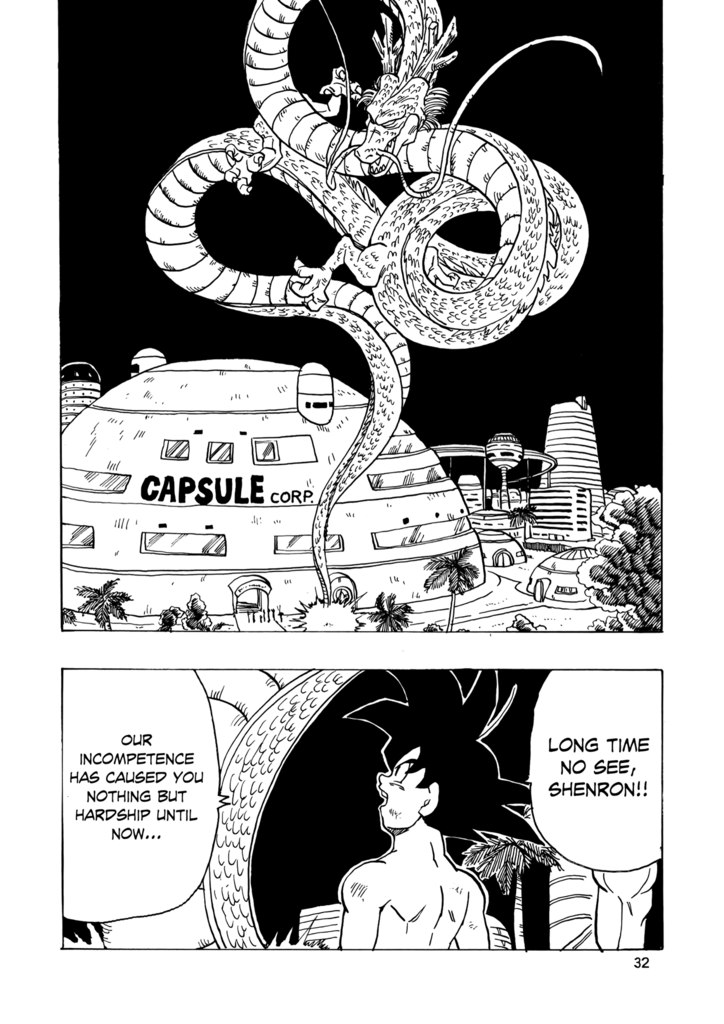 CAPSULE CORP.
LONG TIME
NO SEE,
SHENRON!!
OUR
INCOMPETENCE
HAS CAUSED YOU
NOTHING BUT
HARDSHIP UNTIL
NOW...
32